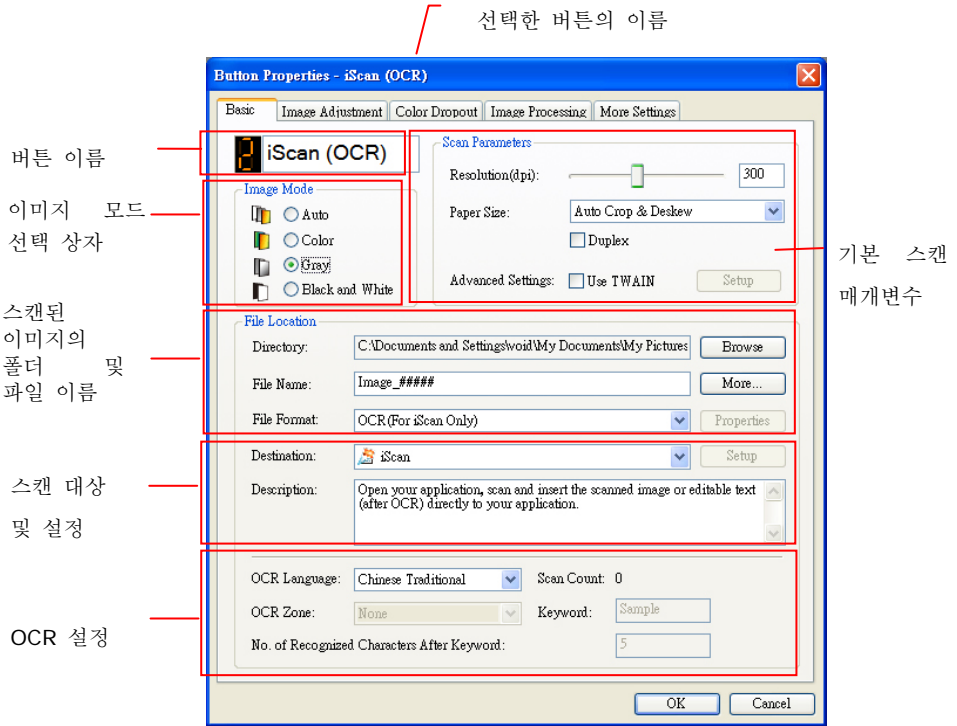 선택한 버튼의 이름
Button Properties - iScan (OCR)
Basic Image Adjustment Color Dropout Image Processing More Settings
버튼 이름
2 iScan (OCR)
이미지 모드
선택 상자
Image Mode
Auto
Color
Gray
Black and White
Scan Parameters
Resolution(dpi): 300
Paper Size: Auto Crop & Deskew
Duplex
Advanced Settings: Use TWAIN Setup
기본 스캔
매개변수
스캔된
이미지의
폴더 및
파일 이름
File Location
Directory: C:\Documents and Settings\void\My Documents\My Pictures Browse
File Name: Image_##### More...
File Format: OCR(For iScan Only) Properties
스캔 대상
및 설정
Destination: iScan Setup
Description: Open your application, scan and insert the scanned image or editable text
(after OCR) directly to your application.
OCR 설정
OCR Language: Chinese Traditional Scan Count: 0
OCR Zone: None Keyword: Sample
No. of Recognized Characters After Keyword: 5
OK Cancel